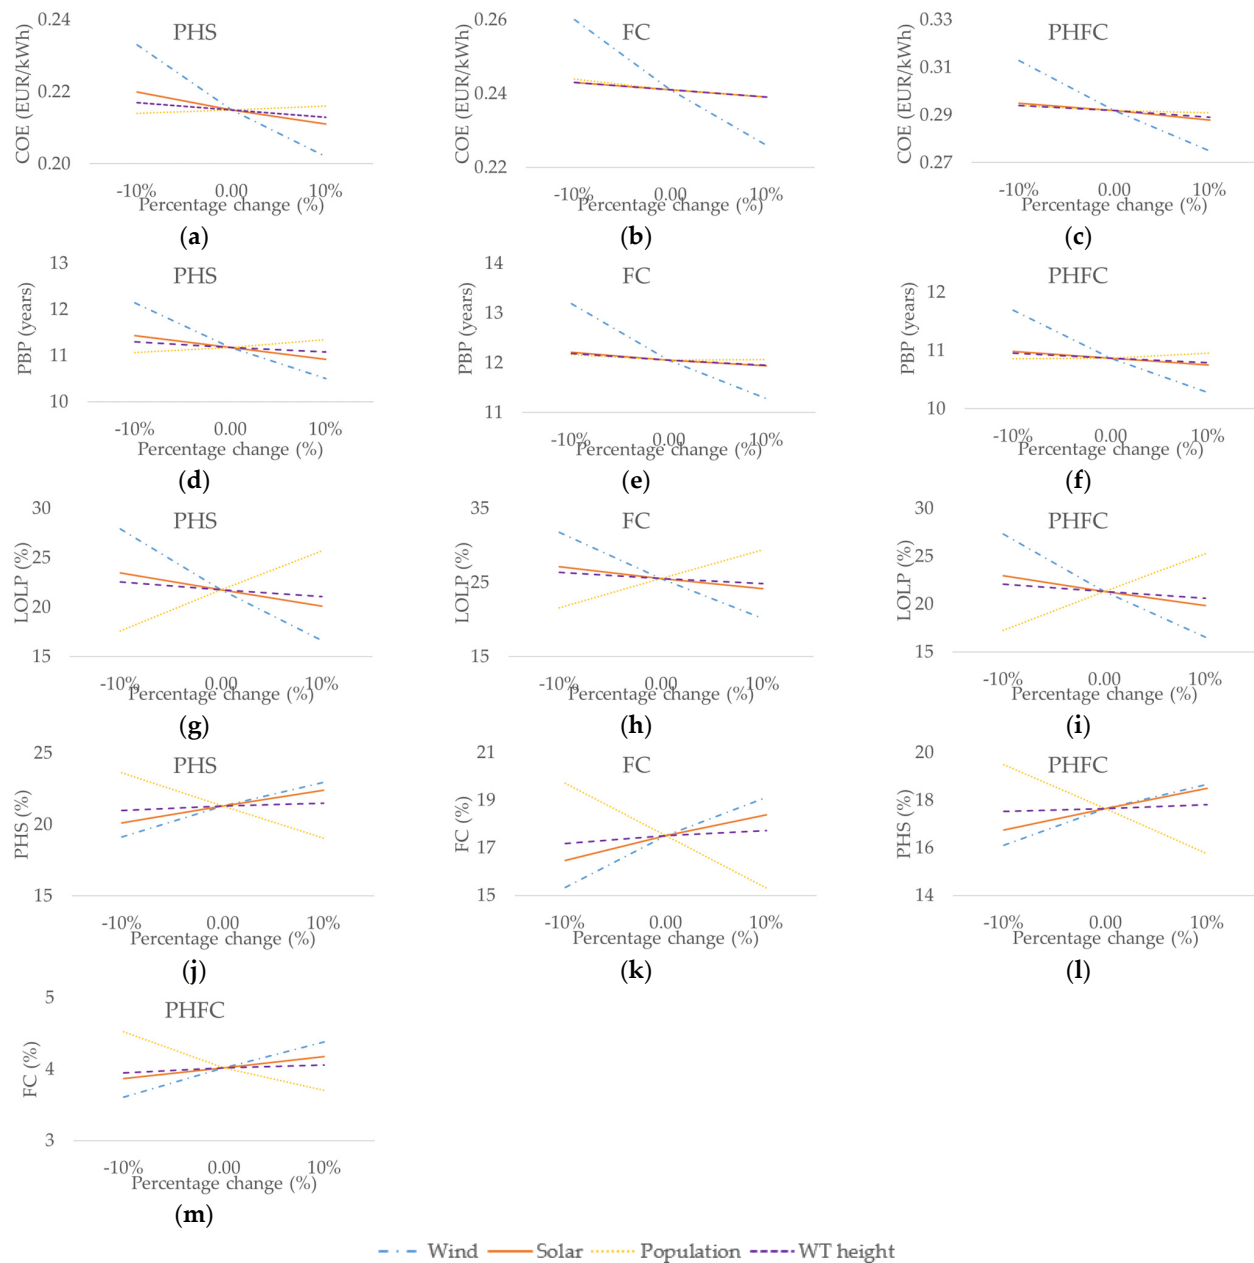 0.24
PHS
COE (EUR/kWh)
0.22
0.20
-10% 0.00 10%
Percentage change (%)
(a)
0.26
FC
COE (EUR/kWh)
0.24
0.22
-10% 0.00 10%
Percentage change (%)
(b)
0.33
PHFC
COE (EUR/kWh)
0.31
0.29
0.27
-10% 0.00 10%
Percentage change (%)
(c)
13
PHS
PBP (years)
12
11
10
-10% 0.00 10%
Percentage change (%)
(d)
14
FC
PBP (years)
13
12
11
-10% 0.00 10%
Percentage change (%)
(e)
12
PHFC
PBP (years)
11
10
-10% 0.00 10%
Percentage change (%)
(f)
30
PHS
LOLP (%)
25
20
15
-10% 0.00 10%
Percentage change (%)
(g)
35
FC
LOLP (%)
25
15
-10% 0.00 10%
Percentage change (%)
(h)
30
PHFC
LOLP (%)
25
20
15
-10% 0.00 10%
Percentage change (%)
(i)
25
PHS
PHS (%)
20
15
-10% 0.00 10%
Percentage change (%)
(j)
21
FC
FC (%)
19
17
15
-10% 0.00 10%
Percentage change (%)
(k)
20
PHFC
PHS (%)
18
16
14
-10% 0.00 10%
Percentage change (%)
(l)
5
PHFC
FC (%)
4
3
-10% 0.00 10%
Percentage change (%)
(m)
Wind Solar Population WT height